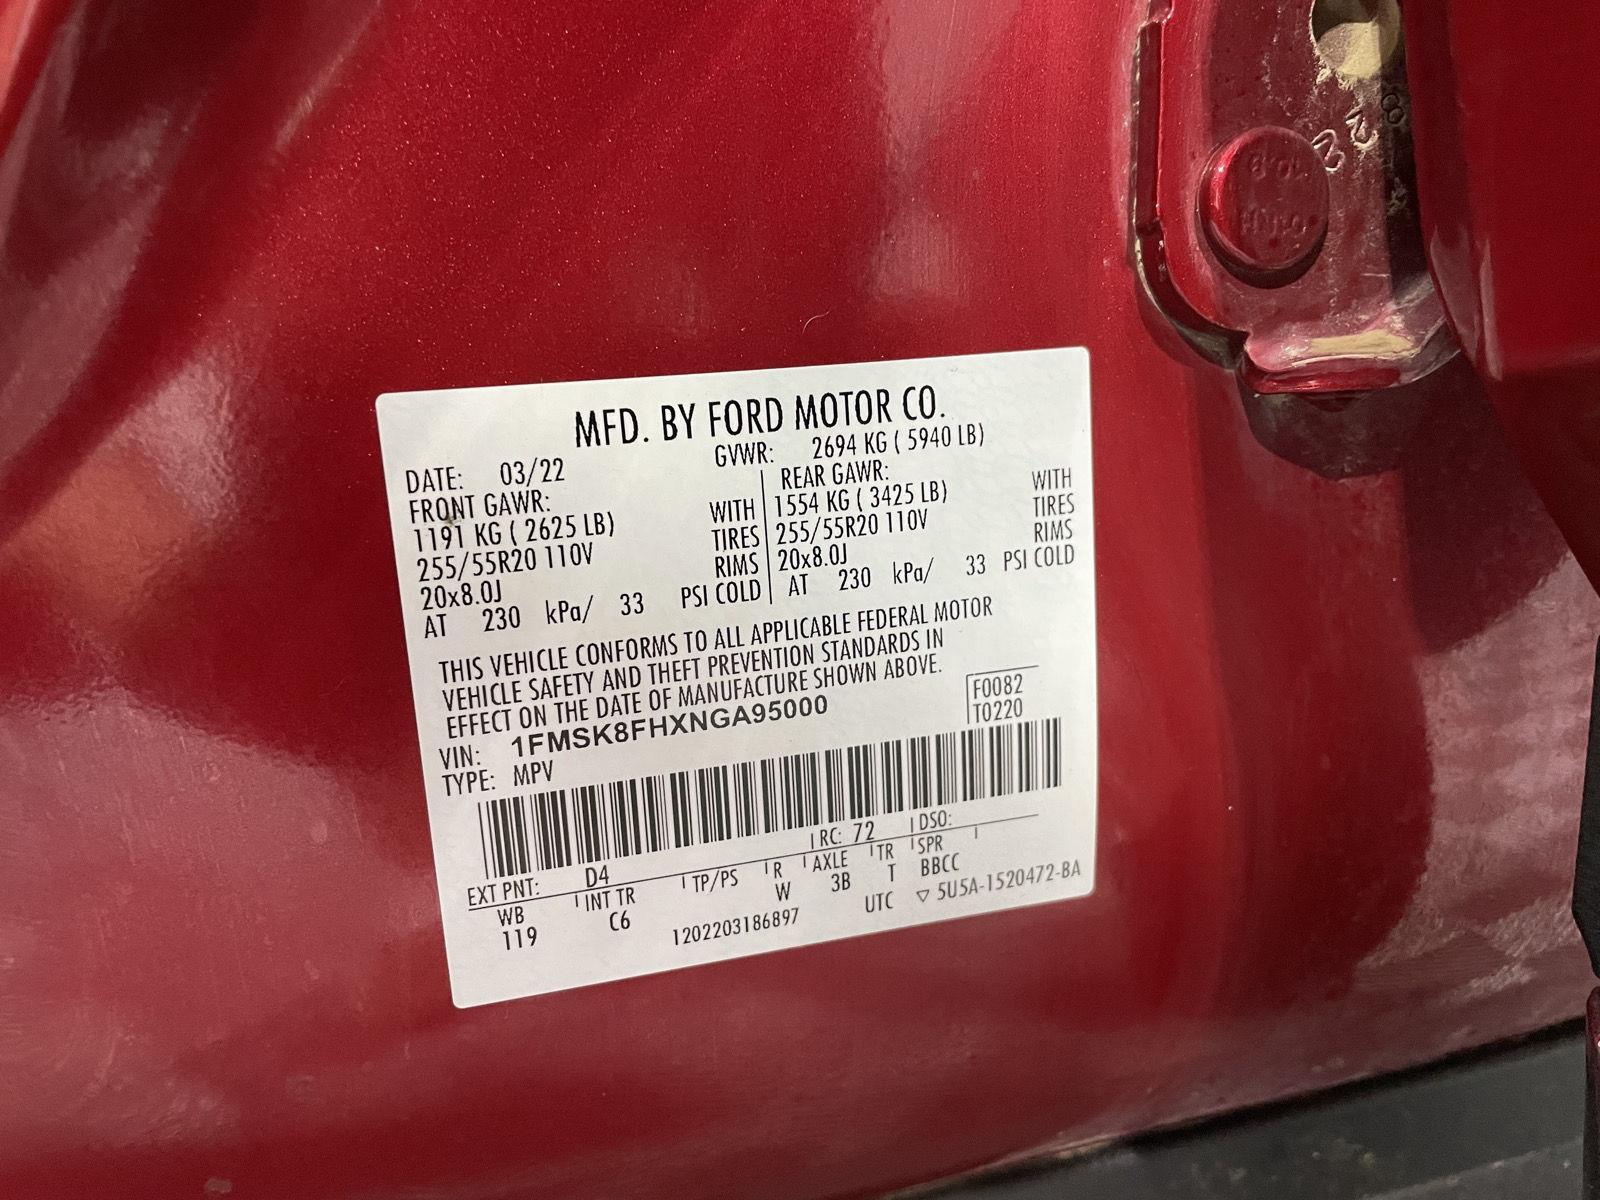 MFD. BY FORD MOTOR CO.
DATE: 03/22 GVWR: 2694 KG ( 5940 LB)
FRONT GAWR: REAR GAWR:
1191 KG ( 2625 LB) WITH 1554 KG ( 3425 LB) WITH
255/55R20 110V TIRES 255/55R20 110V TIRES
20x8.0J RIMS 20x8.0J RIMS
AT 230 kPa/ 33 PSI COLD AT 230 kPa/ 33 PSI COLD
THIS VEHICLE CONFORMS TO ALL APPLICABLE FEDERAL MOTOR
VEHICLE SAFETY AND THEFT PREVENTION STANDARDS IN
EFFECT ON THE DATE OF MANUFACTURE SHOWN ABOVE.
F0082
VIN: 1FMSK8FHXNGA95000 T0220
TYPE: MPV
EXT PNT: D4 RC: 72 DSO:
WB INT TR TP/PS R AXLE TR SPR
119 C6 W 3B T BBCC
1202203186897 UTC ▽ 5U5A-1520472-BA